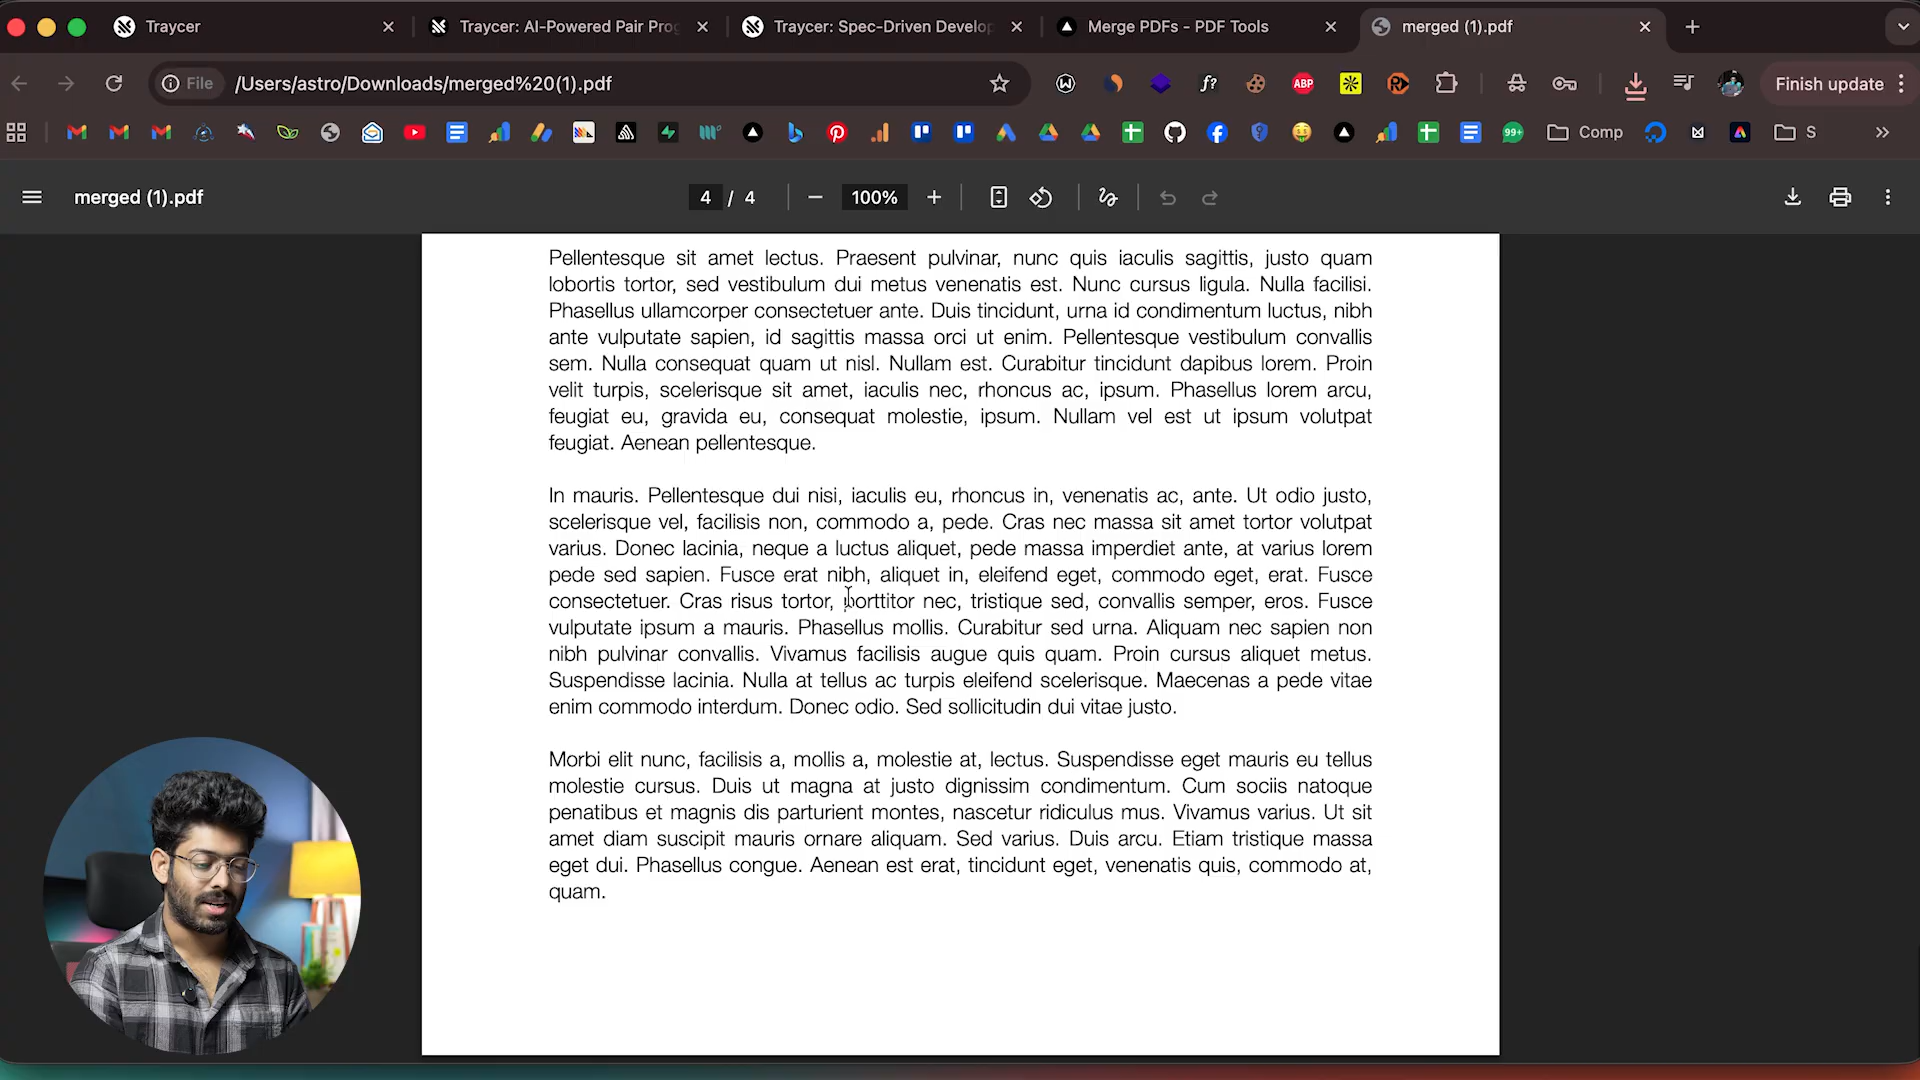 Traycer
Traycer: AI-Powered Pair Prog
Traycer: Spec-Driven Develop
Merge PDFs - PDF Tools
merged (1).pdf
File
/Users/astro/Downloads/merged%20(1).pdf
f?
ABP
Finish update
99+
Comp
S
merged (1).pdf
4 / 4
100%
Pellentesque sit amet lectus. Praesent pulvinar, nunc quis iaculis sagittis, justo quam
lobortis tortor, sed vestibulum dui metus venenatis est. Nunc cursus ligula. Nulla facilisi.
Phasellus ullamcorper consectetuer ante. Duis tincidunt, urna id condimentum luctus, nibh
ante vulputate sapien, id sagittis massa orci ut enim. Pellentesque vestibulum convallis
sem. Nulla consequat quam ut nisl. Nullam est. Curabitur tincidunt dapibus lorem. Proin
velit turpis, scelerisque sit amet, iaculis nec, rhoncus ac, ipsum. Phasellus lorem arcu,
feugiat eu, gravida eu, consequat molestie, ipsum. Nullam vel est ut ipsum volutpat
feugiat. Aenean pellentesque.
In mauris. Pellentesque dui nisi, iaculis eu, rhoncus in, venenatis ac, ante. Ut odio justo,
scelerisque vel, facilisis non, commodo a, pede. Cras nec massa sit amet tortor volutpat
varius. Donec lacinia, neque a luctus aliquet, pede massa imperdiet ante, at varius lorem
pede sed sapien. Fusce erat nibh, aliquet in, eleifend eget, commodo eget, erat. Fusce
consectetuer. Cras risus tortor, porttitor nec, tristique sed, convallis semper, eros. Fusce
vulputate ipsum a mauris. Phasellus mollis. Curabitur sed urna. Aliquam nec sapien non
nibh pulvinar convallis. Vivamus facilisis augue quis quam. Proin cursus aliquet metus.
Suspendisse lacinia. Nulla at tellus ac turpis eleifend scelerisque. Maecenas a pede vitae
enim commodo interdum. Donec odio. Sed sollicitudin dui vitae justo.
Morbi elit nunc, facilisis a, mollis a, molestie at, lectus. Suspendisse eget mauris eu tellus
molestie cursus. Duis ut magna at justo dignissim condimentum. Cum sociis natoque
penatibus et magnis dis parturient montes, nascetur ridiculus mus. Vivamus varius. Ut sit
amet diam suscipit mauris ornare aliquam. Sed varius. Duis arcu. Etiam tristique massa
eget dui. Phasellus congue. Aenean est erat, tincidunt eget, venenatis quis, commodo at,
quam.